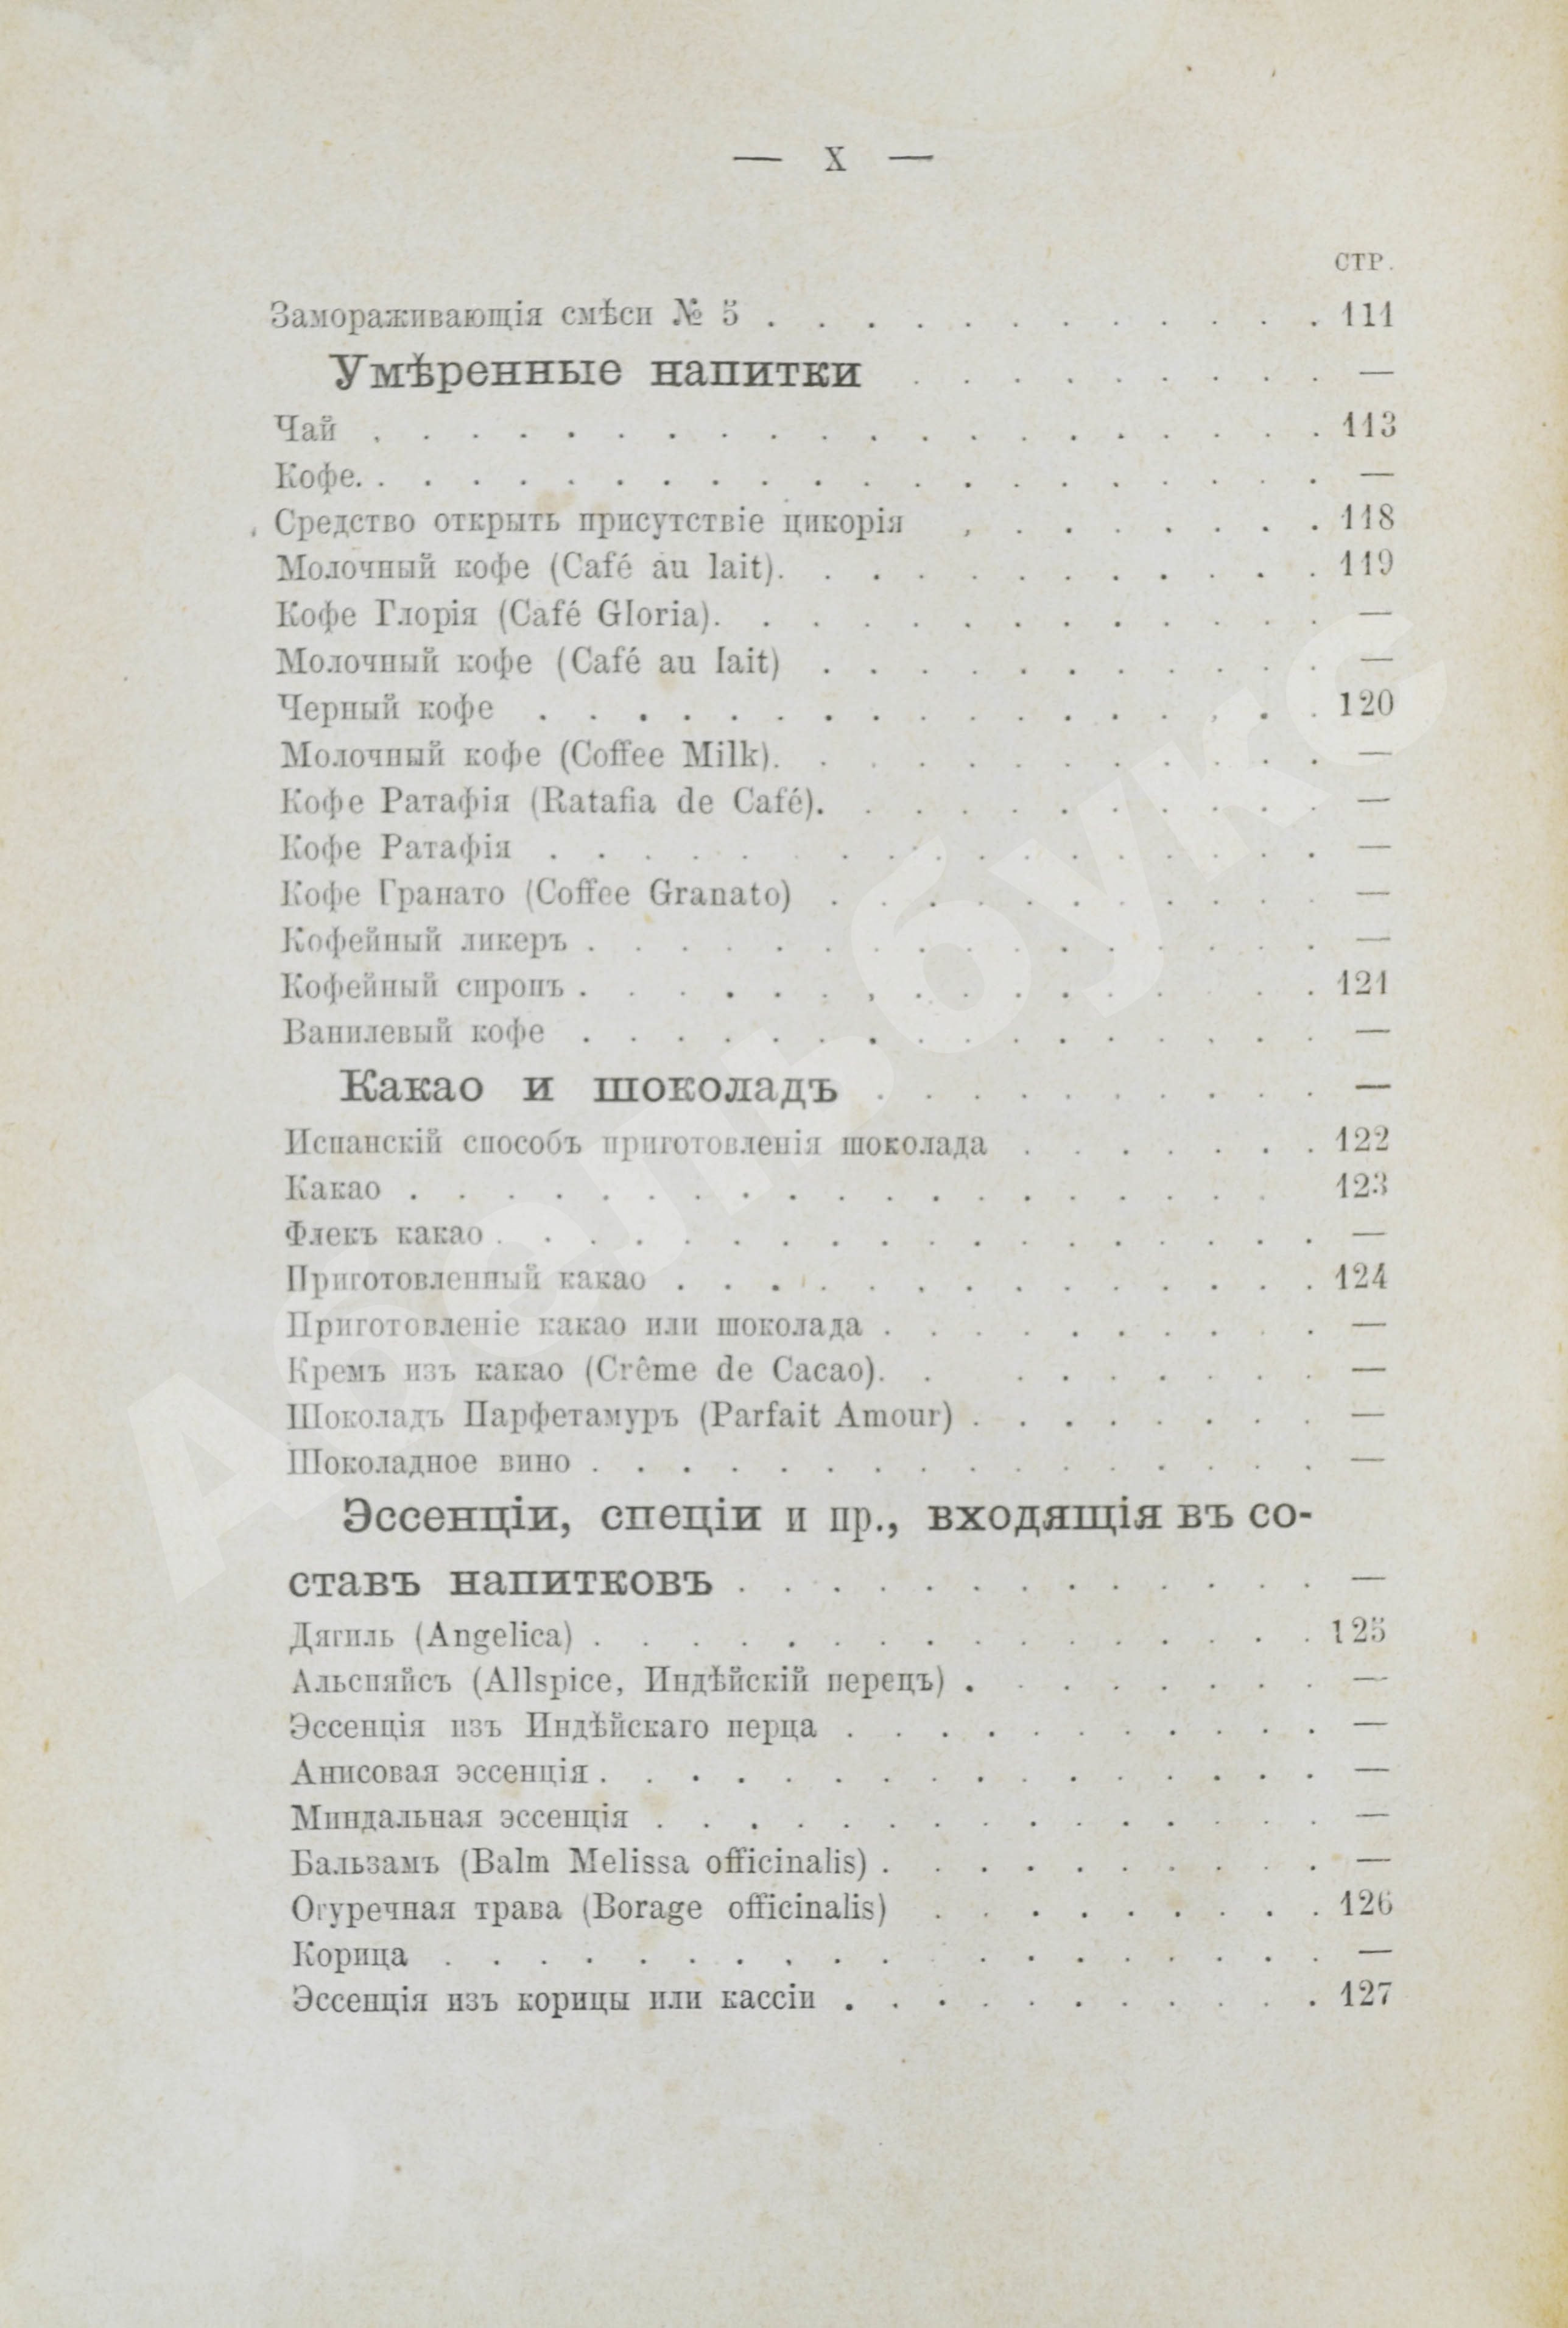 — X —
СТР.
Замораживающія смѣси № 5 . . . . . . . . . . . . 111
Умѣренные напитки . . . . . . . . . —
Чай . . . . . . . . . . . . . . . . . . . . 113
Кофе. . . . . . . . . . . . . . . . . . . . . —
Средство открыть присутствіе цикорія . . . . . . . . 118
Молочный кофе (Café au lait). . . . . . . . . . . . 119
Кофе Глорія (Café Gloria). . . . . . . . . . . . . —
Молочный кофе (Café au lait) . . . . . . . . . . . —
Черный кофе . . . . . . . . . . . . . . . . . 120
Молочный кофе (Coffee Milk). . . . . . . . . . . . —
Кофе Ратафія (Ratafia de Café). . . . . . . . . . . —
Кофе Ратафія . . . . . . . . . . . . . . . . —
Кофе Гранато (Coffee Granato) . . . . . . . . . . . —
Кофейный ликеръ . . . . . . . . . . . . . . . . —
Кофейный сиропъ . . . . . . . . . . . . . . . 121
Ванилевый кофе . . . . . . . . . . . . . . . . —
Какао и шоколадъ . . . . . . . . . . —
Испанскій способъ приготовленія шоколада . . . . . . . 122
Какао . . . . . . . . . . . . . . . . . . 123
Флекъ какао . . . . . . . . . . . . . . . . . . —
Приготовленный какао . . . . . . . . . . . . . . 124
Приготовленіе какао или шоколада . . . . . . . . . . —
Кремъ изъ какао (Crême de Cacao). . . . . . . . . —
Шоколадъ Парфетамуръ (Parfait Amour) . . . . . . . . —
Шоколадное вино . . . . . . . . . . . . . . . . —
Эссенціи, спеціи и пр., входящія въ со-
ставъ напитковъ . . . . . . . . . . . . . —
Дягиль (Angelica) . . . . . . . . . . . . . . . . 125
Альспяйсъ (Allspice, Индѣйскій перецъ) . . . . . . . . —
Эссенція изъ Индѣйскаго перца . . . . . . . . . . . —
Анисовая эссенція . . . . . . . . . . . . . . . . —
Миндальная эссенція . . . . . . . . . . . . . . . —
Бальзамъ (Balm Melissa officinalis) . . . . . . . . . . —
Огуречная трава (Borage officinalis) . . . . . . . . . 126
Корица . . . . . . . . . . . . . . . . . . . —
Эссенція изъ корицы или кассіи . . . . . . . . . . . 127